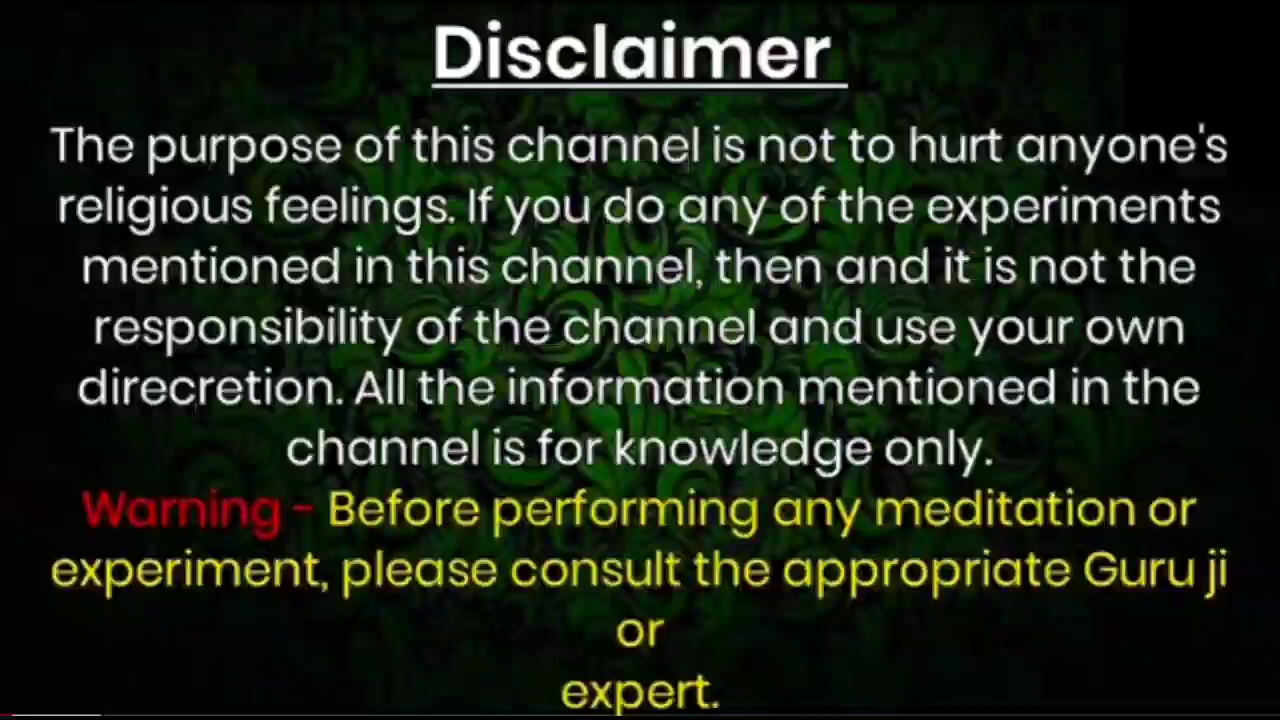 Disclaimer
The purpose of this channel is not to hurt anyone's
religious feelings. If you do any of the experiments
mentioned in this channel, then and it is not the
responsibility of the channel and use your own
direcretion. All the information mentioned in the
channel is for knowledge only.
Warning - Before performing any meditation or
experiment, please consult the appropriate Guru ji
or
expert.